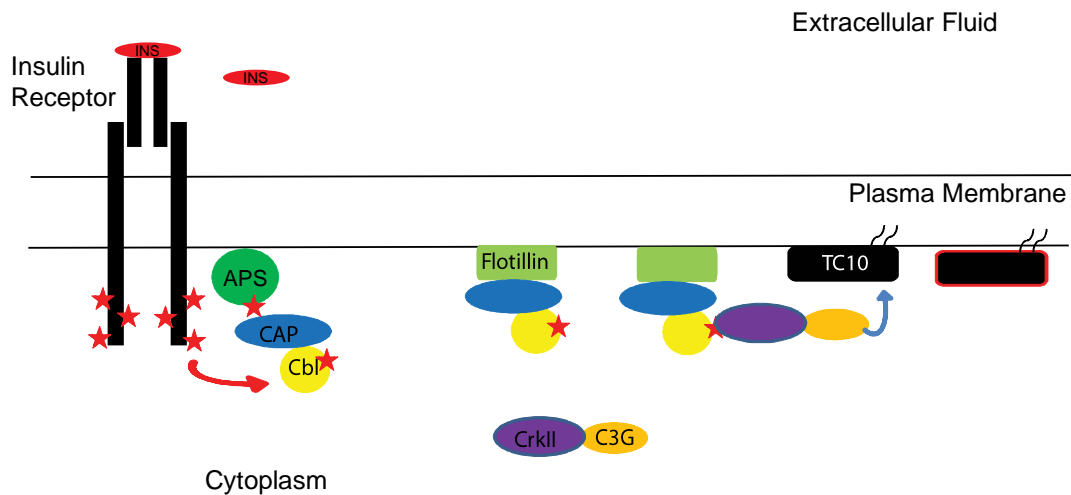 Extracellular Fluid
INS
Insulin
Receptor
INS
Plasma Membrane
APS
Flotillin
TC10
CAP
Cbl
CrkII
C3G
Cytoplasm